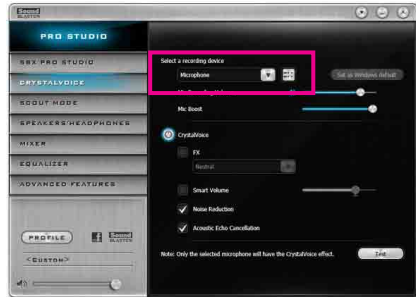 Sound
BLASTER
PRO STUDIO
SBX PRO STUDIO
CRYSTALVOICE
SCOUT MODE
SPEAKERS/HEADPHONES
MIXER
EQUALIZER
ADVANCED FEATURES
PROFILE
f
Sound
BLASTER
<CUSTOM>
Select a recording device
Microphone
Set as Windows default
Mic Boost
CrystalVoice
FX
Neutral
Smart Volume
Noise Reduction
Acoustic Echo Cancellation
Note: Only the selected microphone will have the CrystalVoice effect.
Test